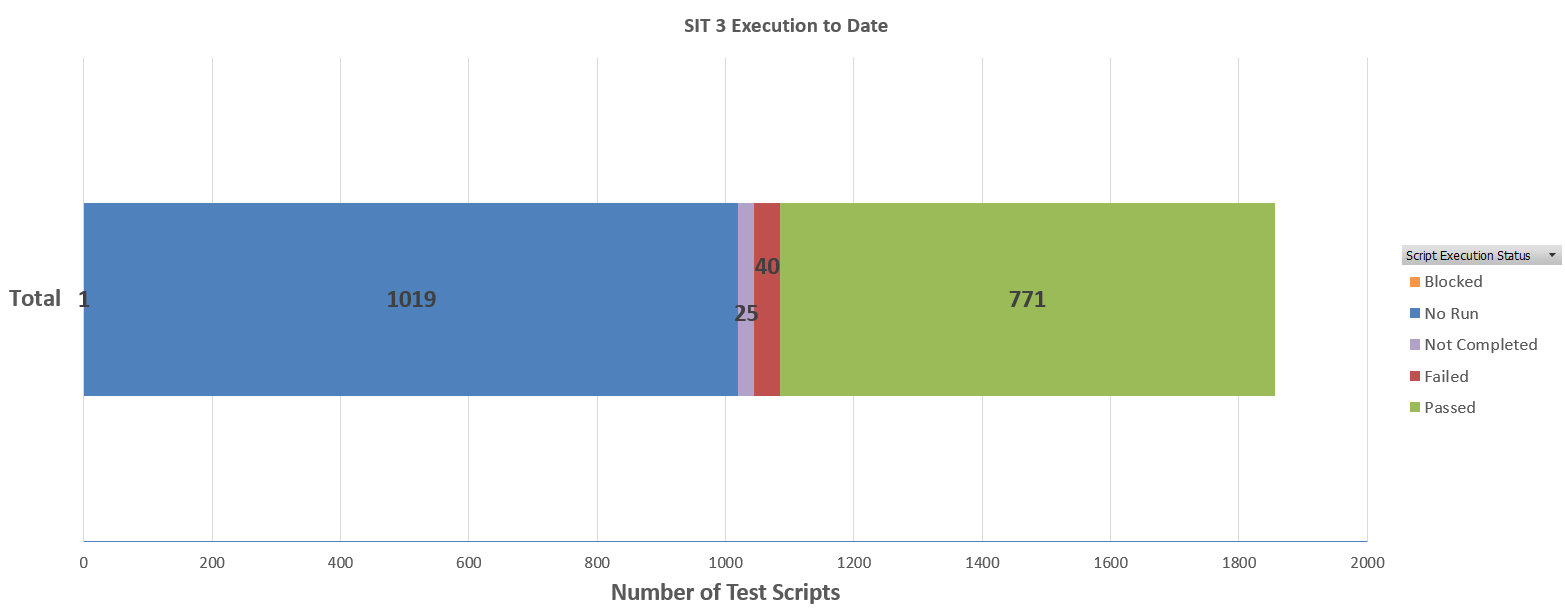 SIT 3 Execution to Date
Total 1 1019 25 40 771
Script Execution Status
Blocked
No Run
Not Completed
Failed
Passed
0 200 400 600 800 1000 1200 1400 1600 1800 2000
Number of Test Scripts